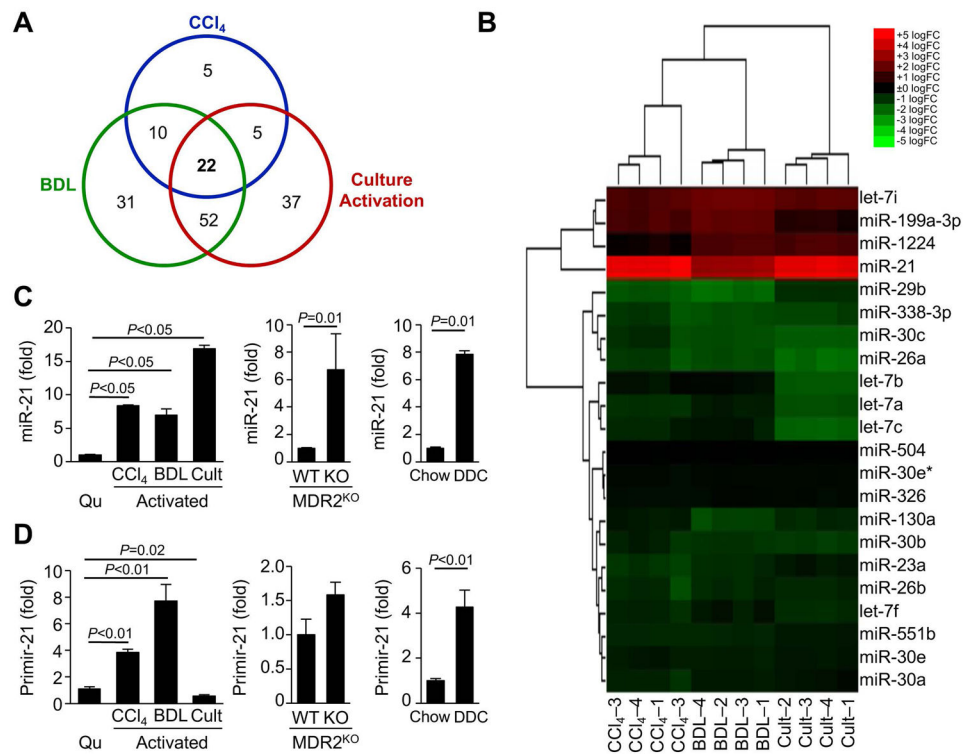 A
CCl4
5
10
5
22
BDL
Culture
Activation
31
52
37
B
+5 logFC
+4 logFC
+3 logFC
+2 logFC
+1 logFC
±0 logFC
-1 logFC
-2 logFC
-3 logFC
-4 logFC
-5 logFC
let-7i
miR-199a-3p
miR-1224
miR-21
miR-29b
miR-338-3p
miR-30c
miR-26a
let-7b
let-7a
let-7c
miR-504
miR-30e*
miR-326
miR-130a
miR-30b
miR-23a
miR-26b
let-7f
miR-551b
miR-30e
miR-30a
CCl4–3
CCl4–4
CCl4–1
CCl4–3
BDL–4
BDL–2
BDL–3
BDL–1
Cult–2
Cult–3
Cult–4
Cult–1
C
miR-21 (fold)
20
15
10
5
0
P<0.05
P<0.05
P<0.05
CCl4 BDL Cult
Qu Activated
miR-21 (fold)
10
8
6
4
2
0
P=0.01
WT KO
MDR2KO
miR-21 (fold)
10
8
6
4
2
0
P=0.01
Chow DDC
D
Primir-21 (fold)
10
8
6
4
2
0
P=0.02
P<0.01
P<0.01
CCl4 BDL Cult
Qu Activated
Primir-21 (fold)
2.0
1.5
1.0
0.5
0.0
WT KO
MDR2KO
Primir-21 (fold)
6
4
2
0
P<0.01
Chow DDC